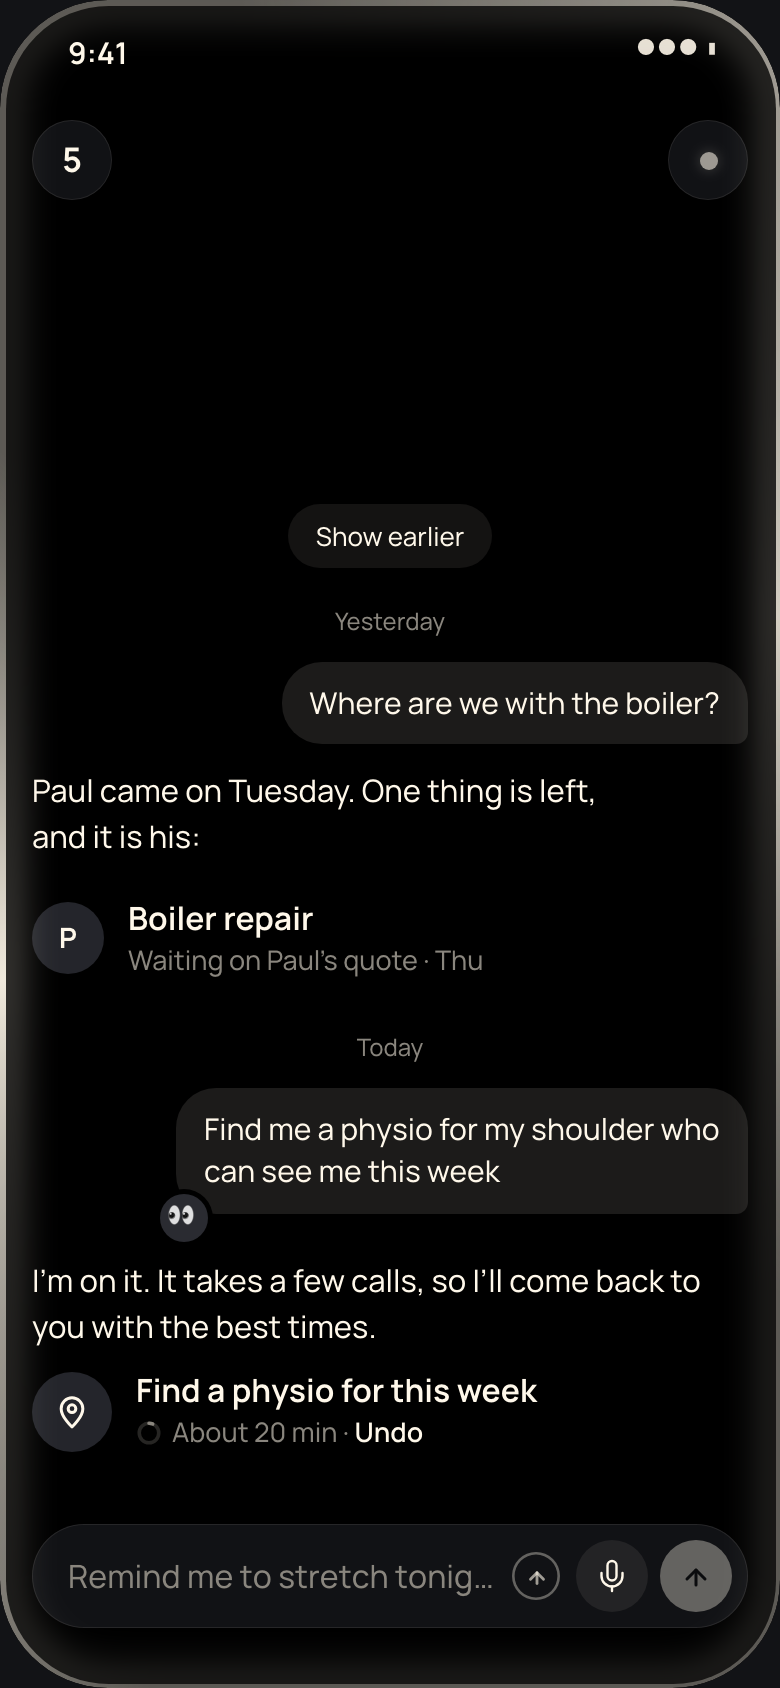 9:41
5
Show earlier
Yesterday
Where are we with the boiler?
Paul came on Tuesday. One thing is left,
and it is his:
P
Boiler repair
Waiting on Paul’s quote · Thu
Today
Find me a physio for my shoulder who
can see me this week
I’m on it. It takes a few calls, so I’ll come back to
you with the best times.
Find a physio for this week
About 20 min · Undo
Remind me to stretch tonig…